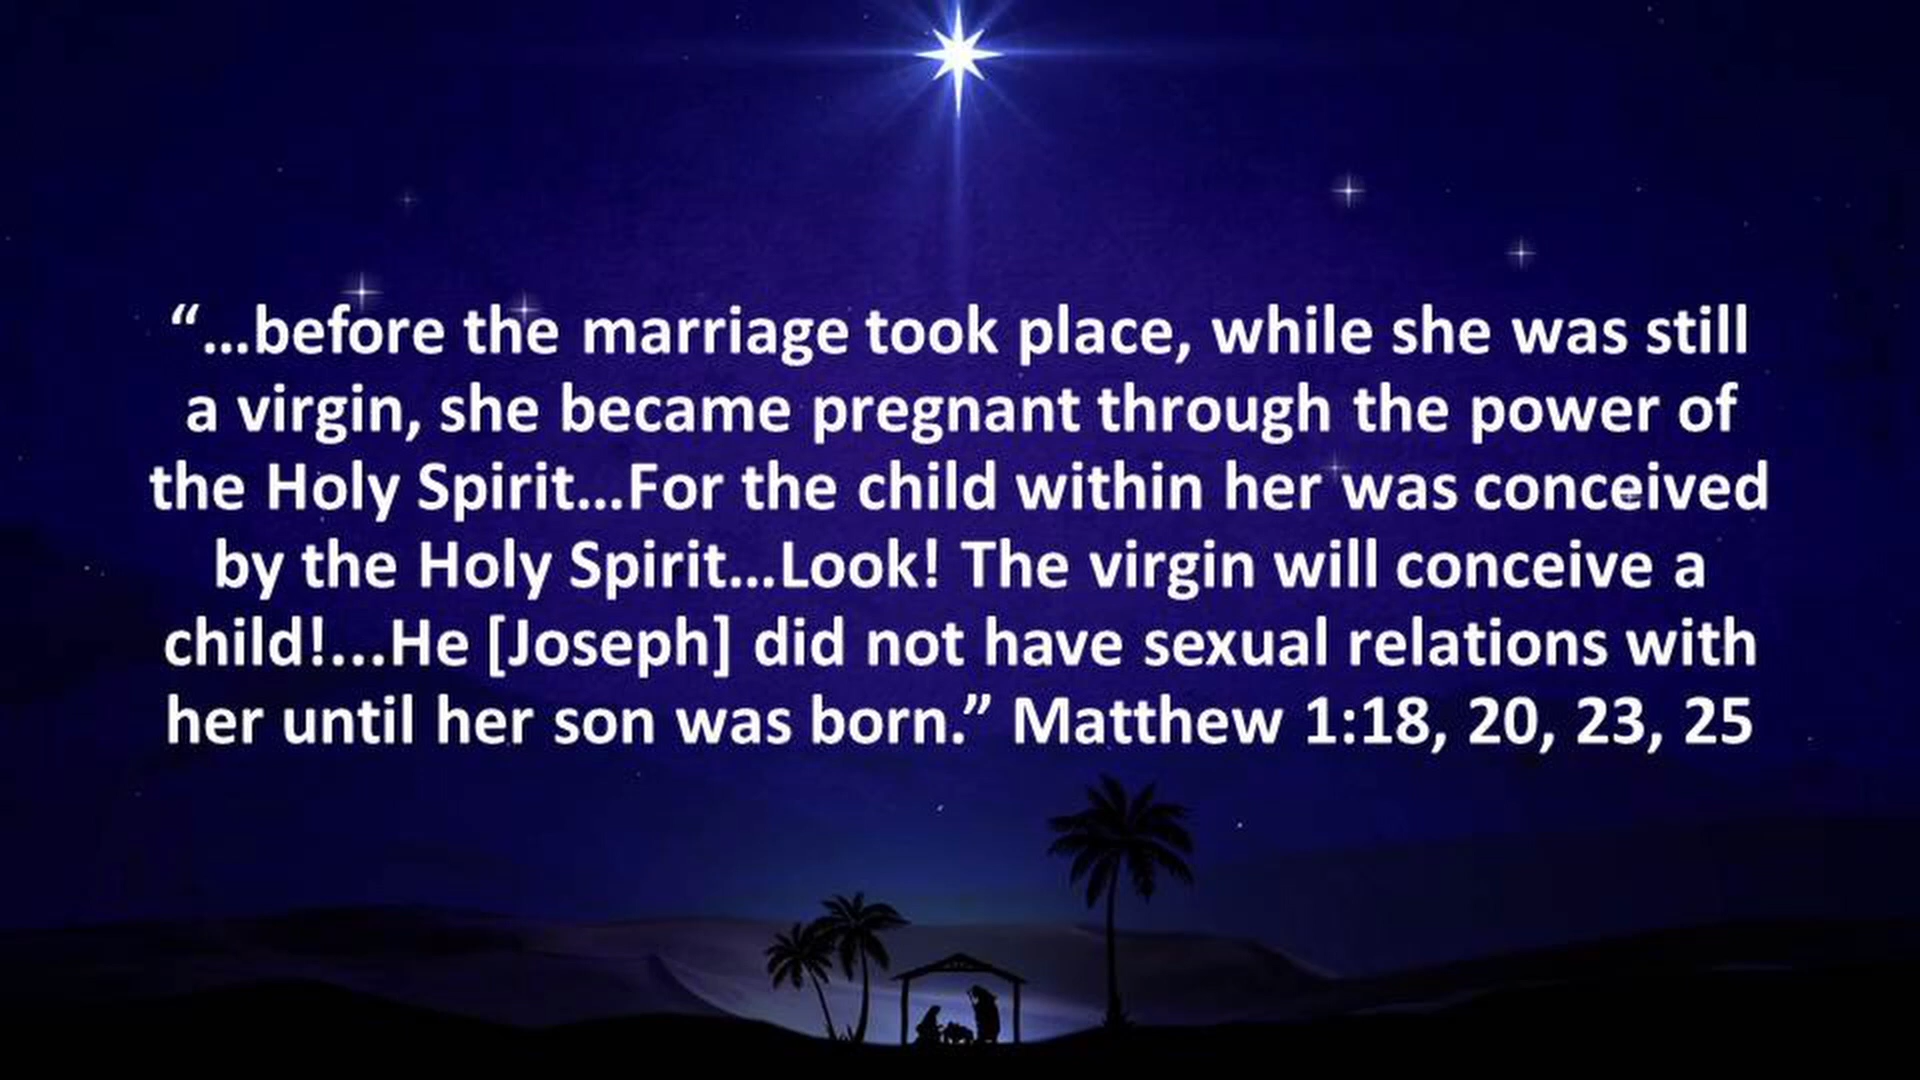 “…before the marriage took place, while she was still
a virgin, she became pregnant through the power of
the Holy Spirit…For the child within her was conceived
by the Holy Spirit…Look! The virgin will conceive a
child!...He [Joseph] did not have sexual relations with
her until her son was born.” Matthew 1:18, 20, 23, 25